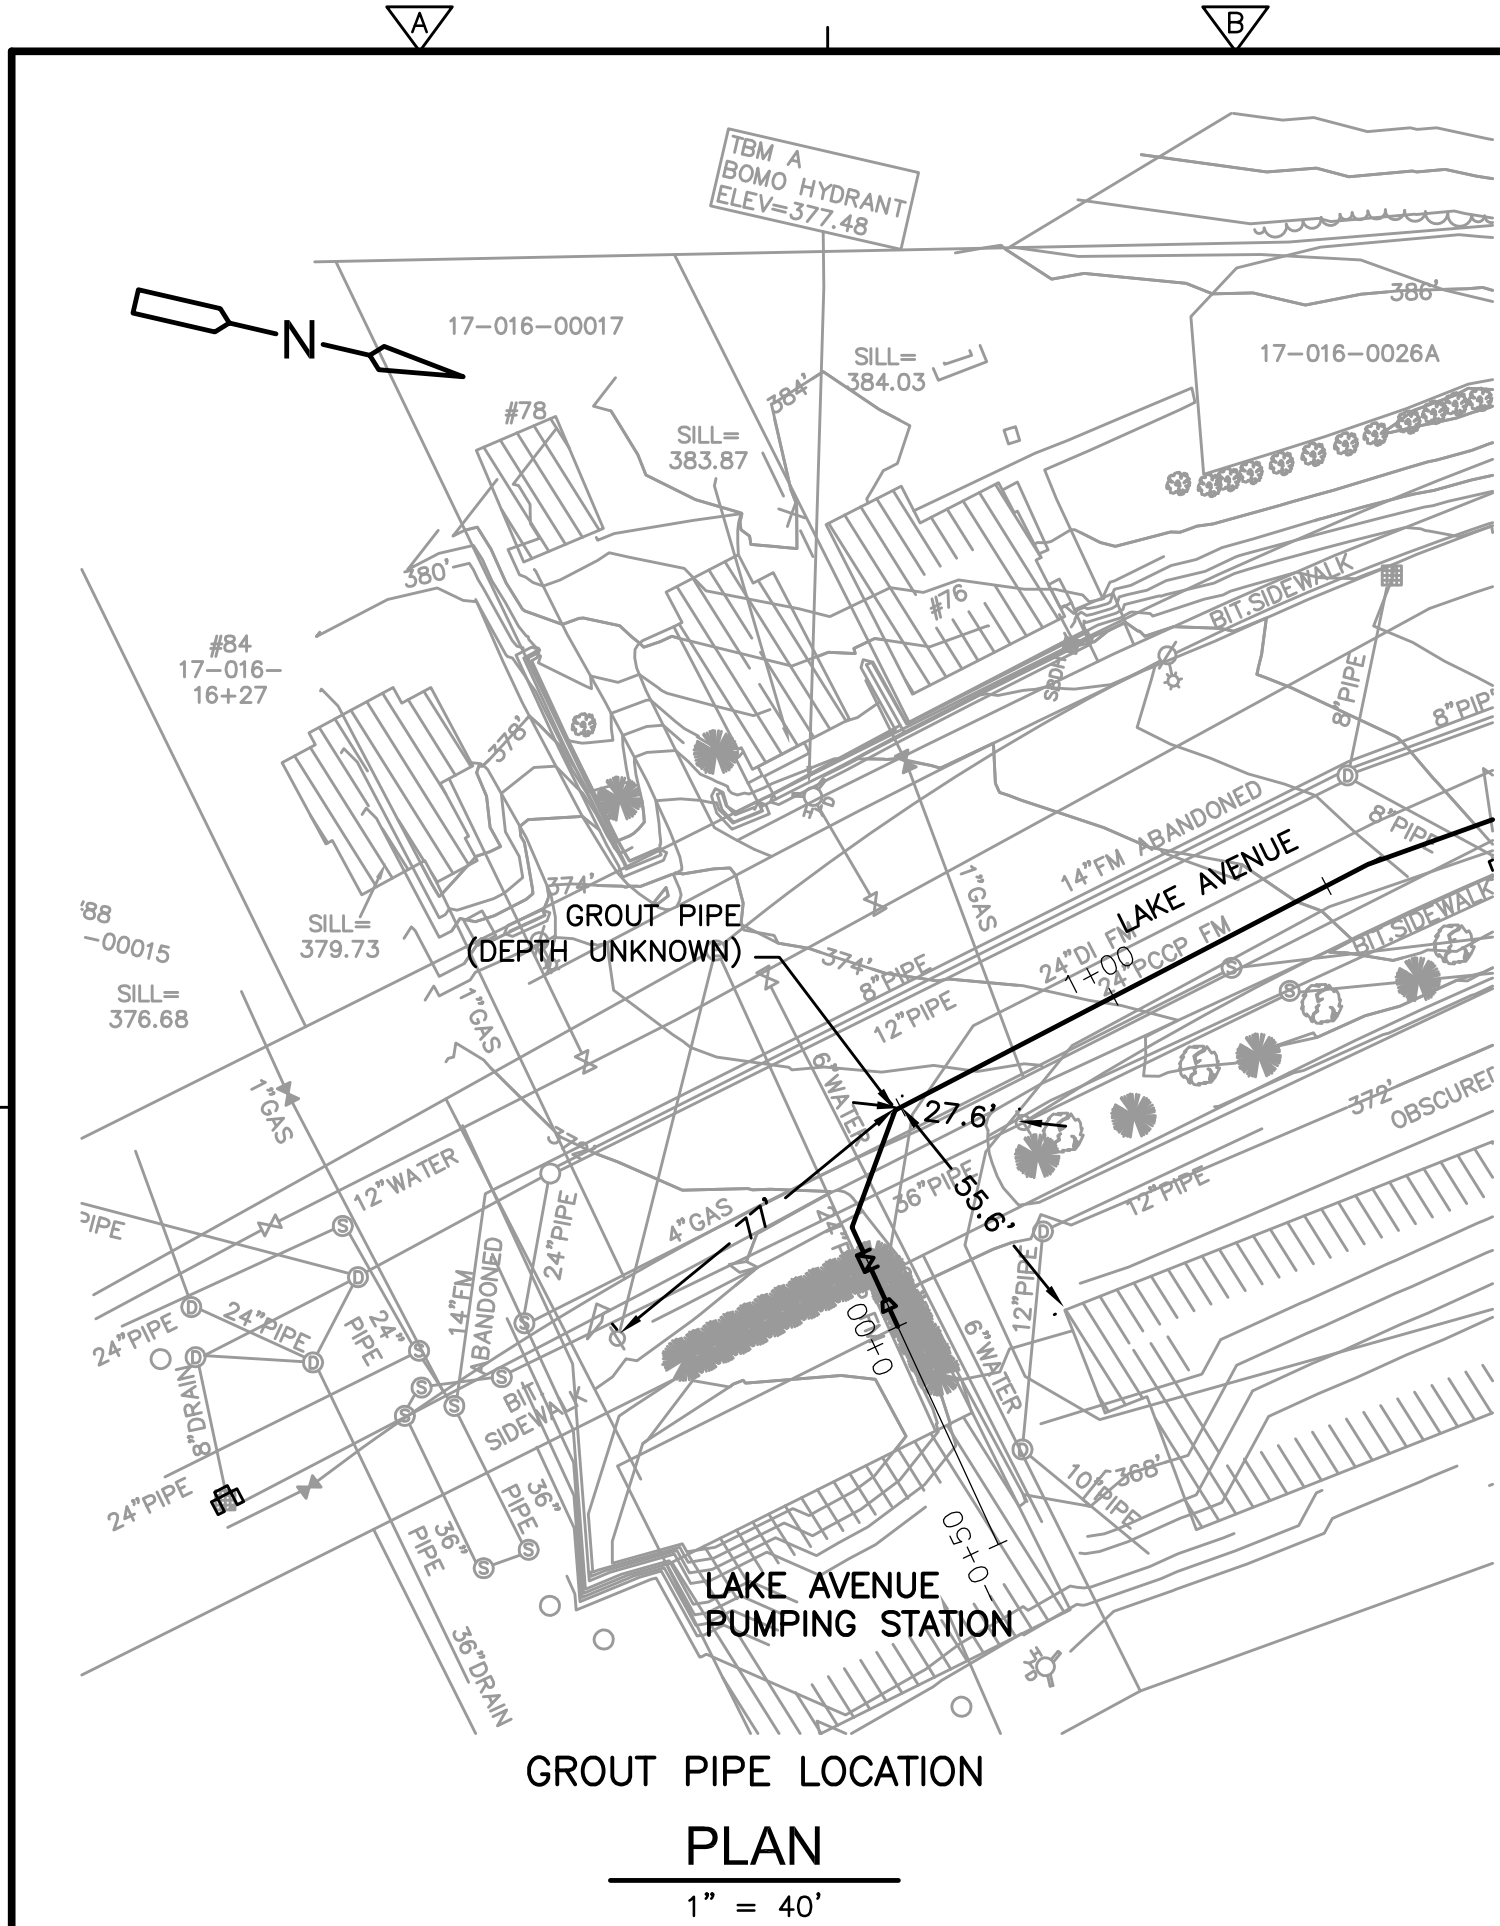 A
B
TBM A
BOMO HYDRANT
ELEV=377.48
N
17-016-00017
386'
17-016-0026A
SILL=
384.03
384'
#78
SILL=
383.87
380'
BIT.SIDEWALK
#76
#84
17-016-
16+27
8"PIPE
378'
14"FM ABANDONED
8"PIPE
LAKE AVENUE
1"GAS
374'
GROUT PIPE
(DEPTH UNKNOWN)
SILL=
379.73
-00015
SILL=
376.68
374'
8"PIPE
12"PIPE
24"DI FM
24"PCCP FM
1+00
BIT.SIDEWALK
1"GAS
1"GAS
6"WATER
27.6'
372'
OBSCURED
12"WATER
36"PIPE
55.6'
12"PIPE
4"GAS
77'
24"PIPE
PIPE
14"FM
ABANDONED
24"PIPE
24"PIPE
24"
PIPE
12"PIPE
0+00
6"WATER
8"DRAIN
BIT.
SIDEWALK
24"PIPE
36"
PIPE
36"
PIPE
368'
10"PIPE
0+50
LAKE AVENUE
PUMPING STATION
36"DRAIN
HYD
GROUT PIPE LOCATION
PLAN
1" = 40'